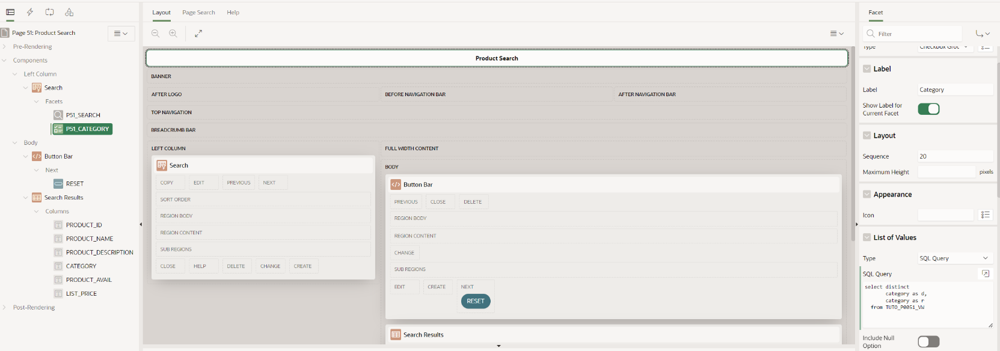 Layout
Page Search
Help
Facet
Page 51: Product Search
Filter
Pre-Rendering
Components
Left Column
Search
Facets
P51_SEARCH
P51_CATEGORY
Body
Button Bar
Next
RESET
Search Results
Columns
PRODUCT_ID
PRODUCT_NAME
PRODUCT_DESCRIPTION
CATEGORY
PRODUCT_AVAIL
LIST_PRICE
Post-Rendering
Product Search
BANNER
AFTER LOGO
BEFORE NAVIGATION BAR
AFTER NAVIGATION BAR
TOP NAVIGATION
BREADCRUMB BAR
LEFT COLUMN
Search
COPY
EDIT
PREVIOUS
NEXT
SORT ORDER
REGION BODY
REGION CONTENT
SUB REGIONS
CLOSE
HELP
DELETE
CHANGE
CREATE
FULL WIDTH CONTENT
BODY
Button Bar
PREVIOUS
CLOSE
DELETE
REGION BODY
REGION CONTENT
CHANGE
SUB REGIONS
EDIT
CREATE
NEXT
RESET
Search Results
Type
Checkbox Grou
Label
Label
Category
Show Label for
Current Facet
Layout
Sequence
20
Maximum Height
pixels
Appearance
Icon
List of Values
Type
SQL Query
SQL Query
select distinct
category as d,
category as r
from TUTO_P0051_VW
Include Null
Option